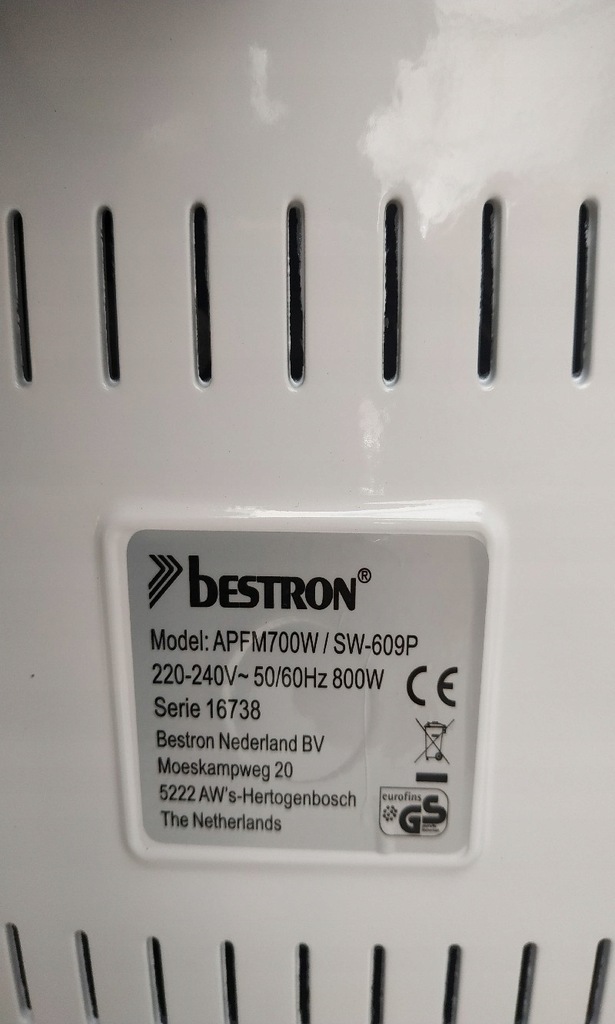 bESTRON®
Model: APFM700W / SW-609P
220-240V~ 50/60Hz 800W
CE
Serie 16738
Bestron Nederland BV
Moeskampweg 20
5222 AW's-Hertogenbosch
The Netherlands
eurofins
GS